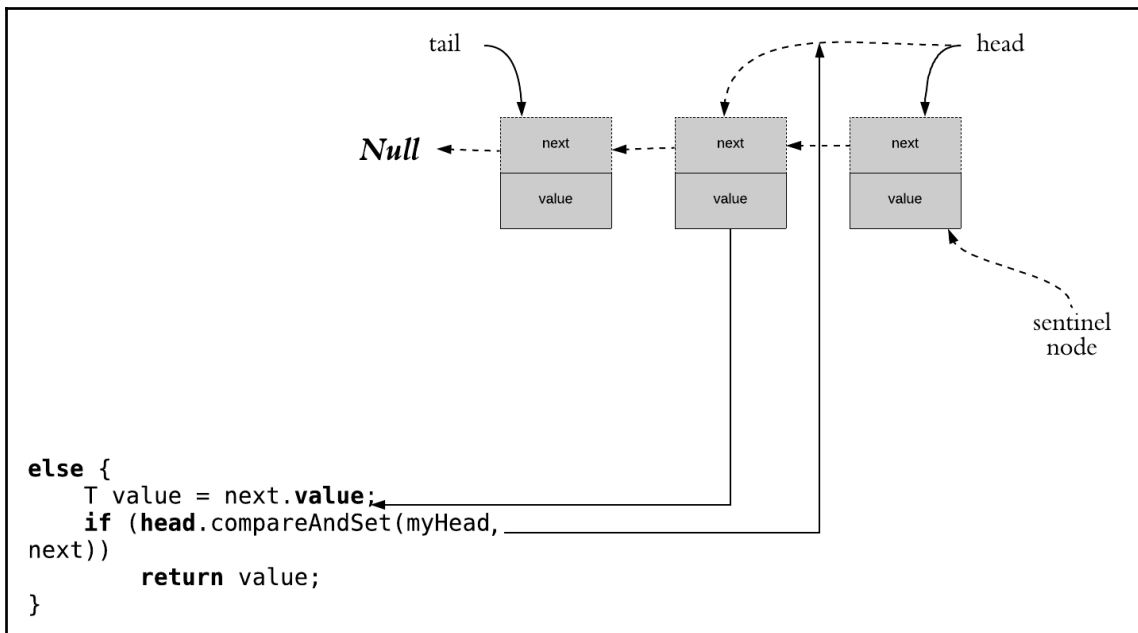 tail
head
Null
next
next
next
value
value
value
sentinel
node
else {
    T value = next.value;
    if (head.compareAndSet(myHead,
next))
        return value;
}